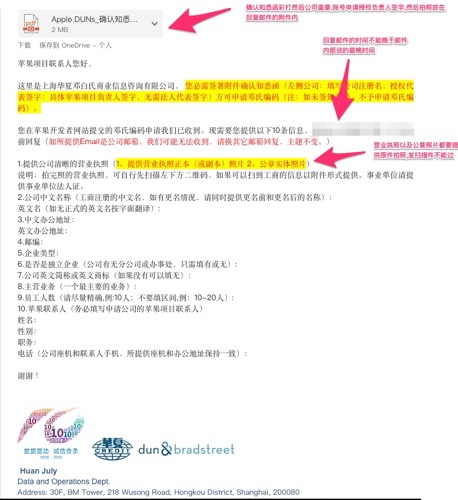 Apple DUNs_确认知悉...
2 MB
确认知悉函彩打然后公司盖章,账号申请授权负责人签字,然后拍照放在
回复邮件的附件内
下载 保存到 OneDrive - 个人
苹果项目联系人您好,
回复邮件的时间不能晚于邮件
内部说的最晚时间
这里是上海华夏邓白氏商业信息咨询有限公司。 您必需签署附件确认知悉函(左侧公司:填写公司注册名;授权代
表签字:具体苹果项目负责人签字,无需法人代表签字)方可申请邓氏编码(注:如未签
不予申请邓氏编
码)。
您在苹果开发者网站提交的邓氏编码申请我们已收到,现需要您提供以下10条信息,
前回复(如所提供Email是公司邮箱,我们可能无法收到,请换其它邮箱回复,主题不变。)
营业执照以及公章照片都要提
供原件拍照,发扫描件不能过
1.提供公司清晰的营业执照(1、提供营业执照正本(或副本)照片 2、公章实体照片)
说明:拍完照的营业执照,可自行先扫描左下方二维码,如果可以扫到工商的信息以附件形式提供。事业单位请提
供事业单位法人证。
2.公司中文名称(工商注册的中文名,如有更名情况,请同时提供更名前和更名后的名称):
英文名(如无正式的英文名按字面翻译):
3.中文办公地址:
英文办公地址:
4.邮编:
5.企业类型:
6.是否是独立企业(公司有无分公司或办事处,只需填有或无):
7.公司英文简称或英文商标(如果没有可以填无):
8.主营业务(一个最主要的业务):
9.员工人数(请尽量精确,例:10人;不要填区间,例:10-20人):
10.苹果联系人(务必填写申请公司的苹果项目联系人)
姓名:
性别:
职务:
电话(公司座机和联系人手机。所提供座机和办公地址保持一致):
谢谢!
数据驱动 诚信传承
華夏
CREDIT
dun & bradstreet
Huan July
Data and Operations Dept.
Address: 30F, BM Tower, 218 Wusong Road, Hongkou District, Shanghai, 200080